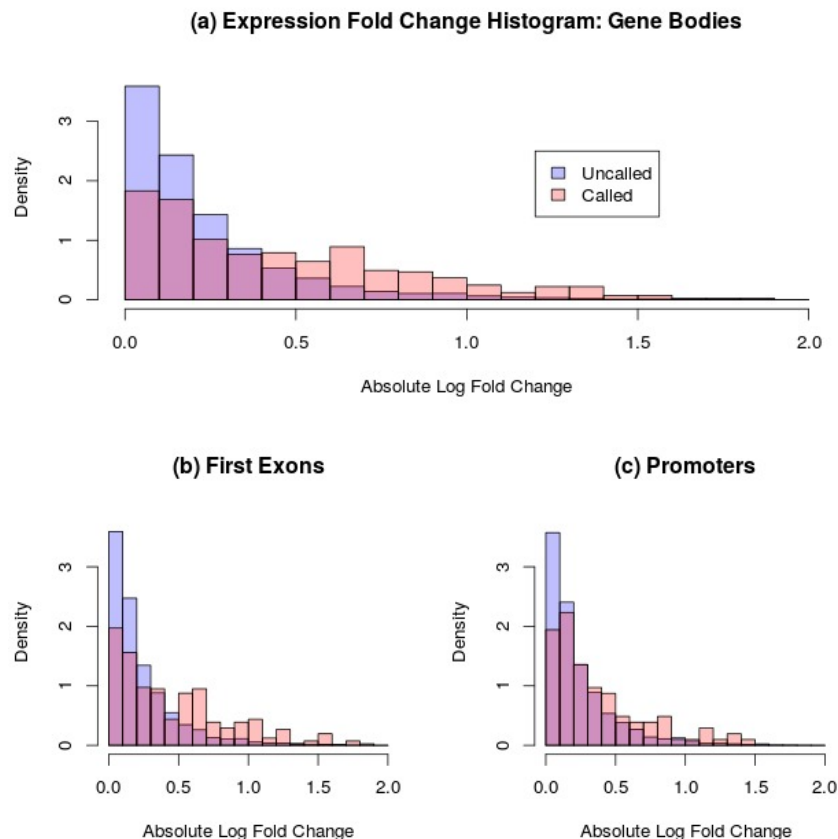 (a) Expression Fold Change Histogram: Gene Bodies
3
2
1
0
Density
Uncalled
Called
0.0 0.5 1.0 1.5 2.0
Absolute Log Fold Change
(b) First Exons
3
2
1
0
Density
0.0 0.5 1.0 1.5 2.0
Absolute Log Fold Change
(c) Promoters
3
2
1
0
Density
0.0 0.5 1.0 1.5 2.0
Absolute Log Fold Change